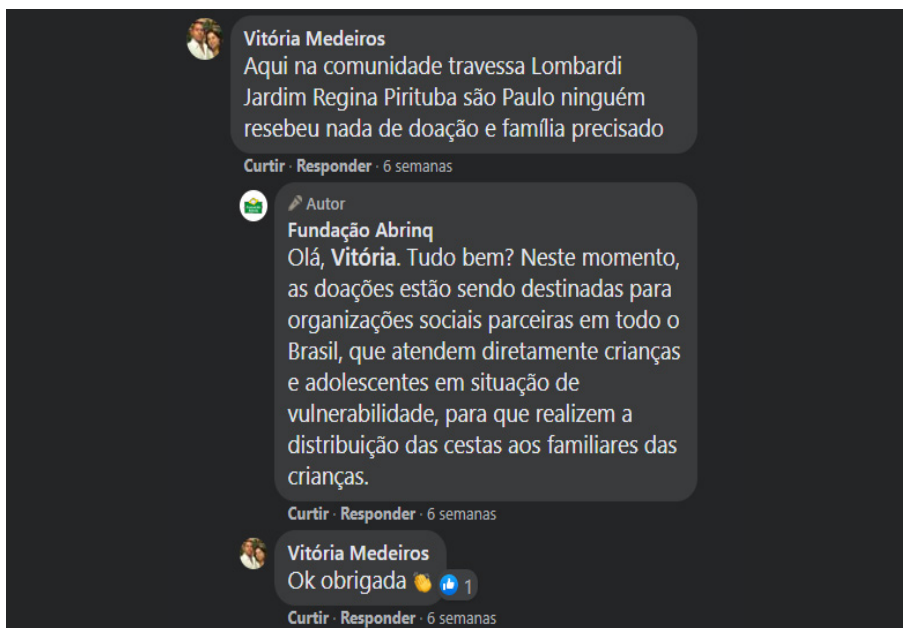 Vitória Medeiros
Aqui na comunidade travessa Lombardi
Jardim Regina Pirituba são Paulo ninguém
resebeu nada de doação e família precisado
Curtir · Responder · 6 semanas
Autor
Fundação Abrinq
Olá, Vitória. Tudo bem? Neste momento,
as doações estão sendo destinadas para
organizações sociais parceiras em todo o
Brasil, que atendem diretamente crianças
e adolescentes em situação de
vulnerabilidade, para que realizem a
distribuição das cestas aos familiares das
crianças.
Curtir · Responder · 6 semanas
Vitória Medeiros
Ok obrigada 👏 👍 1
Curtir · Responder · 6 semanas